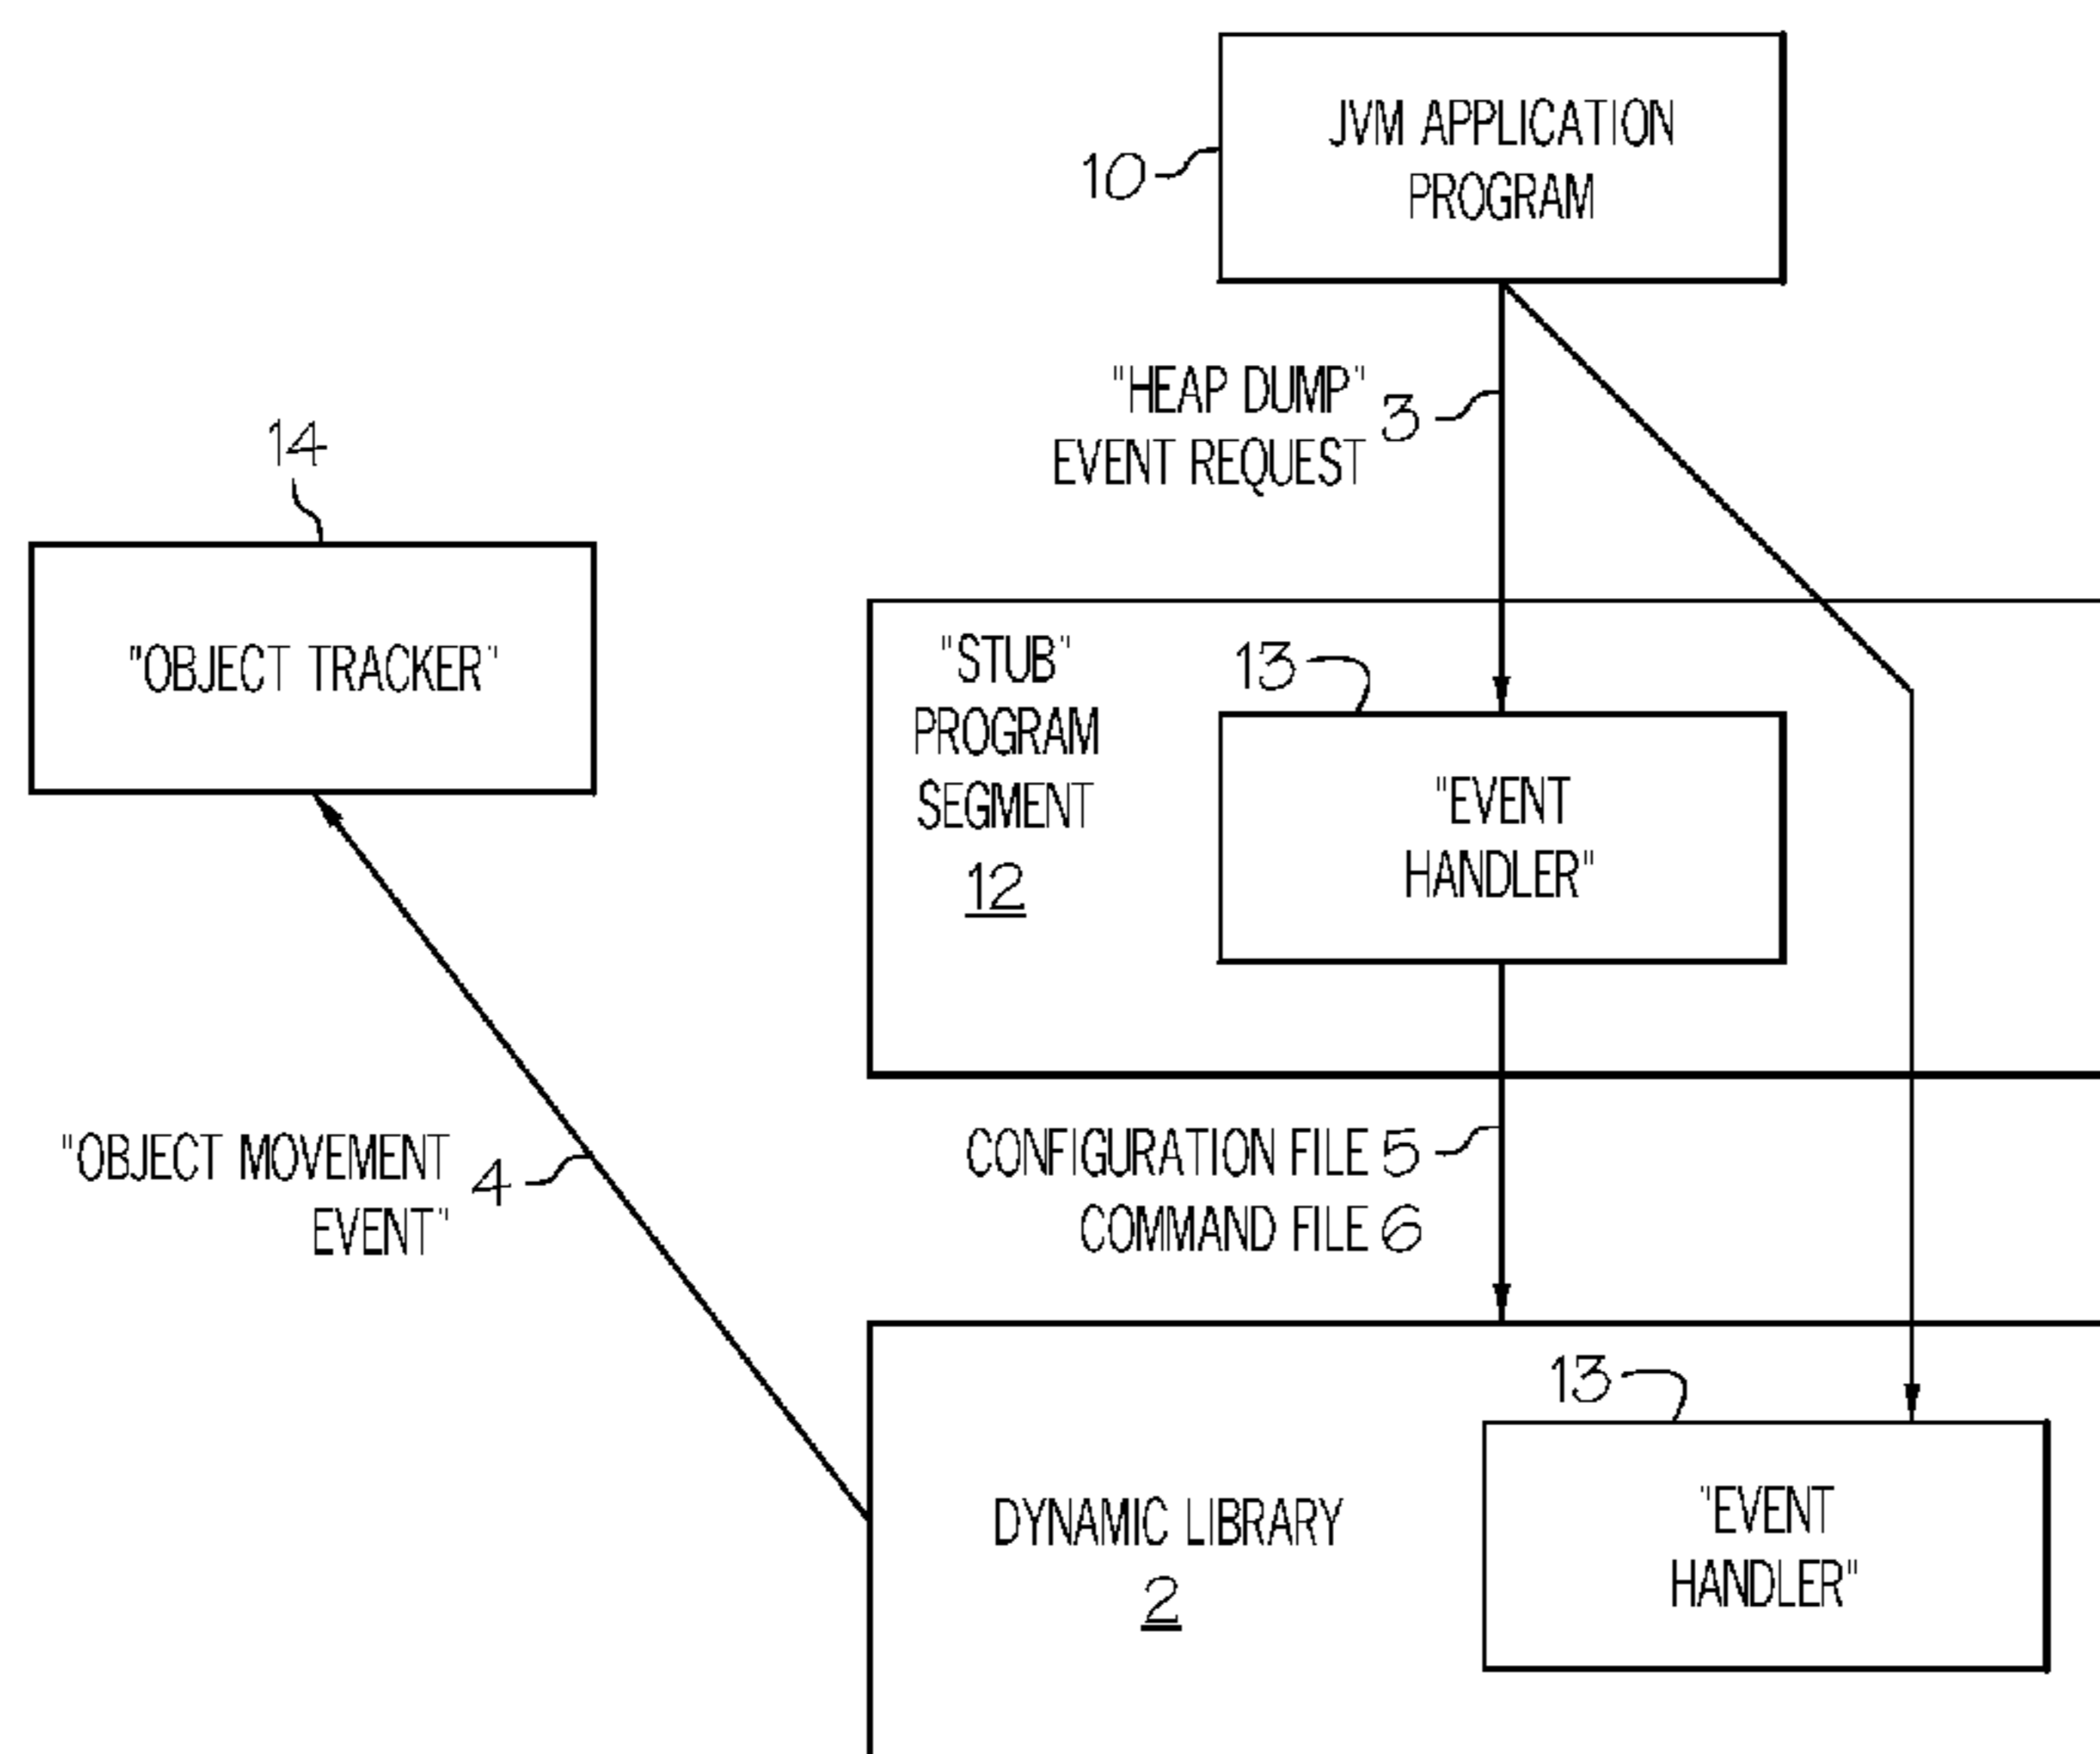 JVM APPLICATION
PROGRAM
10
"HEAP DUMP"
EVENT REQUEST 3
14
"OBJECT TRACKER"
"STUB"
PROGRAM
SEGMENT
12
13
"EVENT
HANDLER"
"OBJECT MOVEMENT
EVENT" 4
CONFIGURATION FILE 5
COMMAND FILE 6
DYNAMIC LIBRARY
2
13
"EVENT
HANDLER"